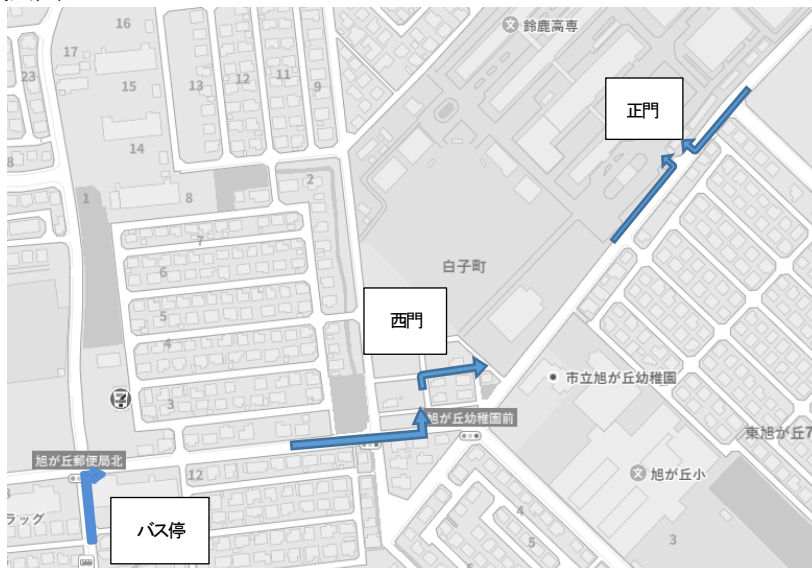 16
鈴鹿高専
17
23
13
12
11
9
15
正門
14
8
2
1
8
7
6
白子町
5
西門
4
市立旭が丘幼稚園
3
旭が丘幼稚園前
東旭が丘7
旭が丘郵便局北
12
旭が丘小
ラッグ
バス停
4
5
3